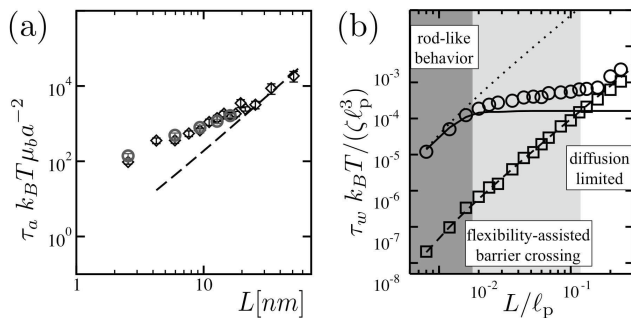 (a)
τ_a k_BT μ_b a^{-2}
10^4
10^2
10^0
1
10
L[nm]
(b)
τ_w k_BT/(ζℓ_p^3)
rod-like
behavior
10^{-3}
10^{-4}
10^{-5}
10^{-6}
10^{-7}
10^{-8}
diffusion
limited
flexibility-assisted
barrier crossing
10^{-2}
10^{-1}
L/ℓ_p